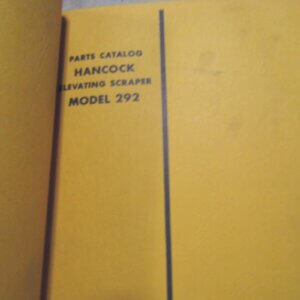 PARTS CATALOG
HANCOCK
ELEVATING SCRAPER
MODEL 292